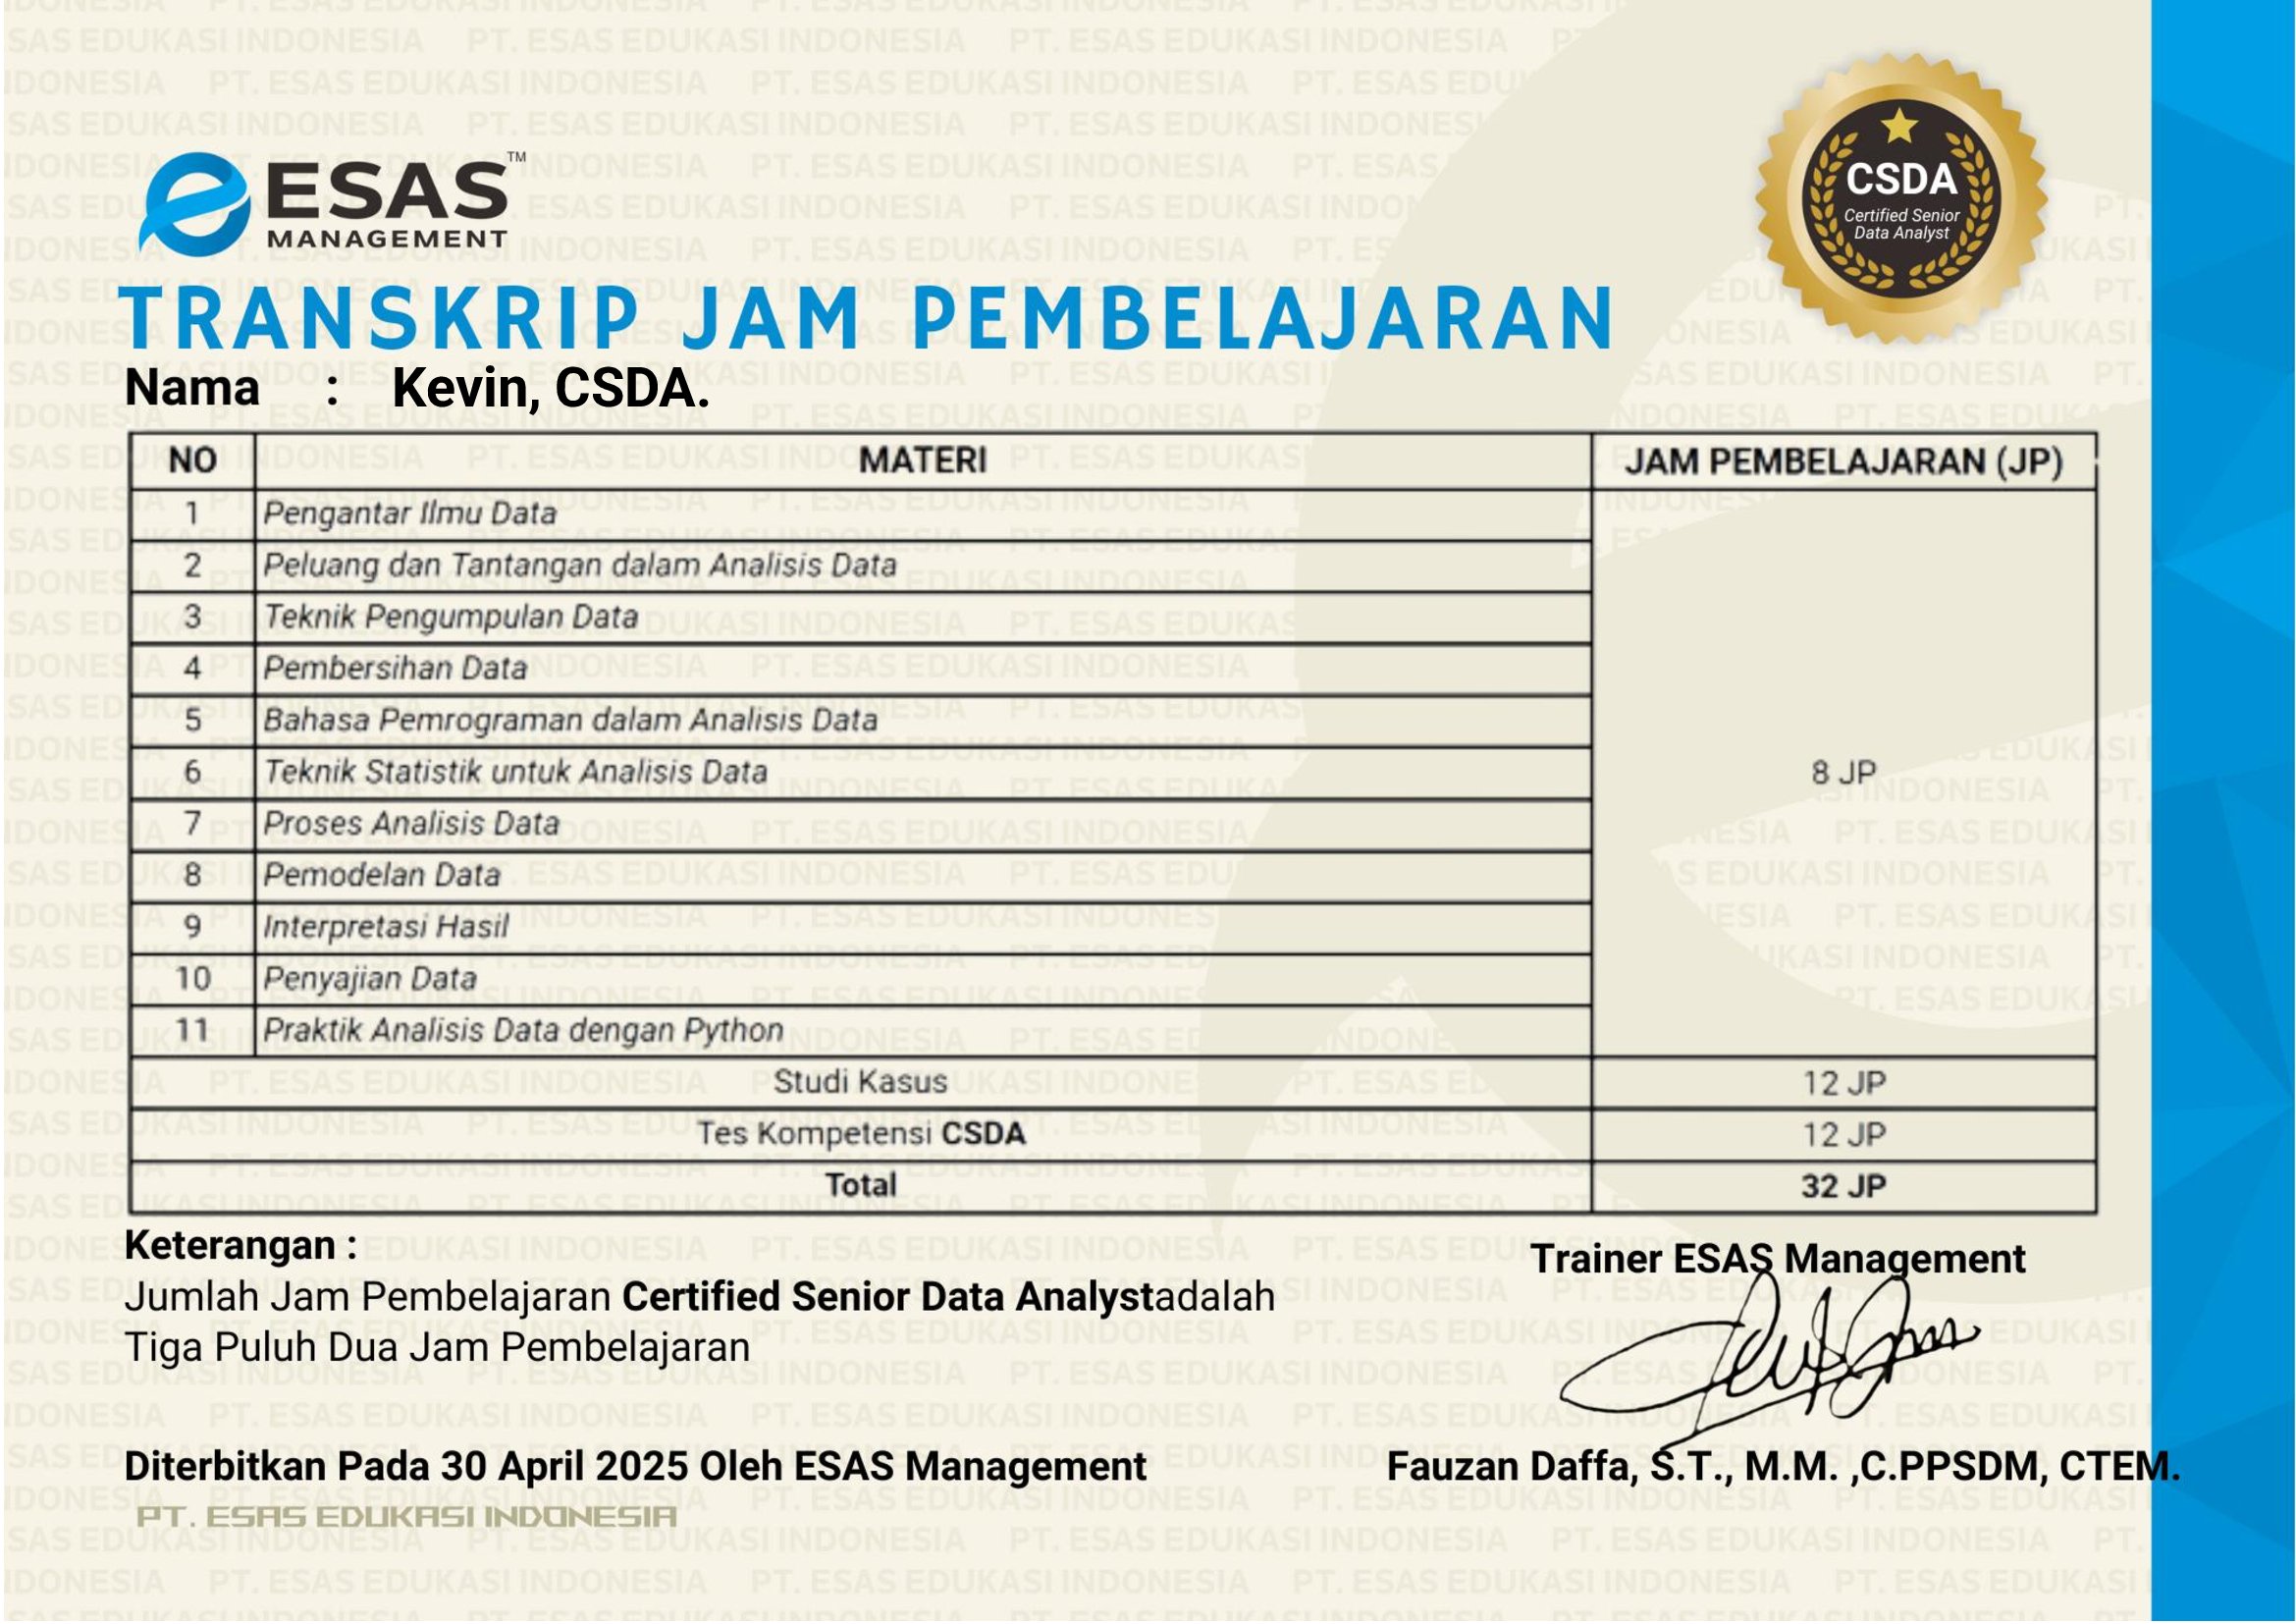 ESAS™
MANAGEMENT
CSDA
Certified Senior
Data Analyst
TRANSKRIP JAM PEMBELAJARAN
Nama : Kevin, CSDA.
NO MATERI JAM PEMBELAJARAN (JP)
1 Pengantar Ilmu Data
2 Peluang dan Tantangan dalam Analisis Data
3 Teknik Pengumpulan Data
4 Pembersihan Data
5 Bahasa Pemrograman dalam Analisis Data
6 Teknik Statistik untuk Analisis Data 8 JP
7 Proses Analisis Data
8 Pemodelan Data
9 Interpretasi Hasil
10 Penyajian Data
11 Praktik Analisis Data dengan Python
Studi Kasus 12 JP
Tes Kompetensi CSDA 12 JP
Total 32 JP
Keterangan :
Jumlah Jam Pembelajaran Certified Senior Data Analystadalah
Tiga Puluh Dua Jam Pembelajaran
Trainer ESAS Management
Diterbitkan Pada 30 April 2025 Oleh ESAS Management
Fauzan Daffa, S.T., M.M. ,C.PPSDM, CTEM.
PT. ESAS EDUKASI INDONESIA